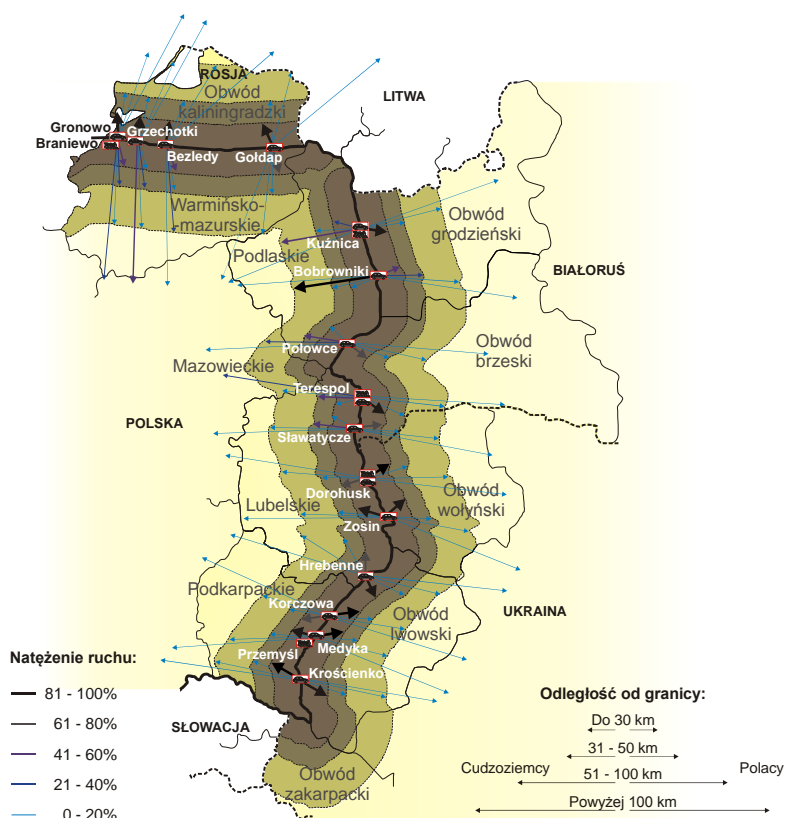 ROSJA
Obwód
kaliningradzki
LITWA
Gronowo
Grzechotki
Braniewo
Bezledy
Gołdap
Warmińsko-
mazurskie
Obwód
grodzieński
Kuźnica
Podlaskie
Bobrowniki
BIAŁORUŚ
Połowce
Obwód
brzeski
Mazowieckie
Terespol
POLSKA
Sławatycze
Dorohusk
Obwód
wołyński
Lubelskie
Zosin
Hrebenne
Podkarpackie
Korczowa
UKRAINA
Obwód
lwowski
Medyka
Przemyśl
Krościenko
SŁOWACJA
Obwód
zakarpacki
Natężenie ruchu:
81 - 100%
61 - 80%
41 - 60%
21 - 40%
0 - 20%
Odległość od granicy:
Do 30 km
31 - 50 km
Cudzoziemcy
51 - 100 km
Polacy
Powyżej 100 km